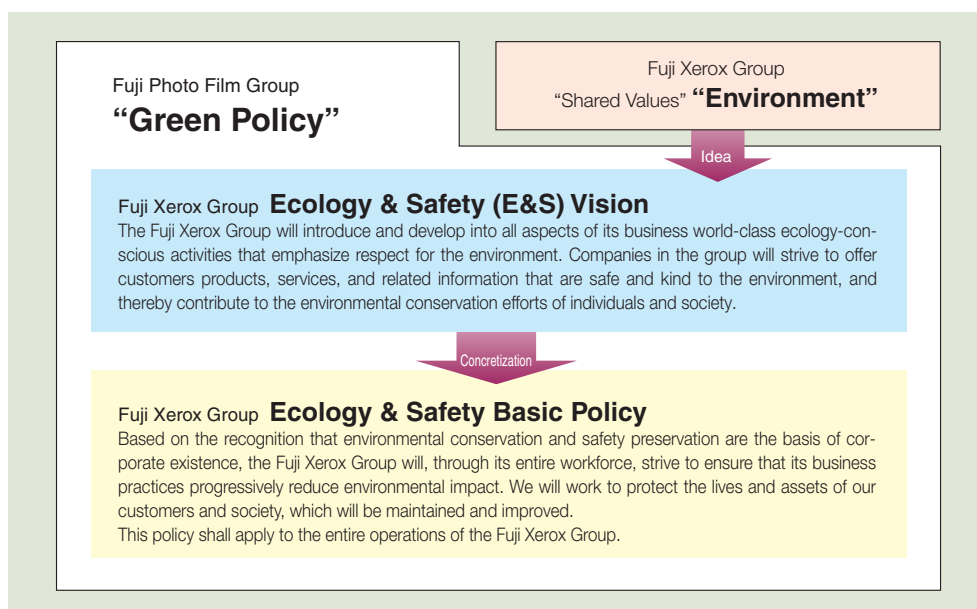 Fuji Photo Film Group
“Green Policy”
Fuji Xerox Group
“Shared Values” “Environment”
Idea
Fuji Xerox Group Ecology & Safety (E&S) Vision
The Fuji Xerox Group will introduce and develop into all aspects of its business world-class ecology-con-
scious activities that emphasize respect for the environment. Companies in the group will strive to offer
customers products, services, and related information that are safe and kind to the environment, and
thereby contribute to the environmental conservation efforts of individuals and society.
Concretization
Fuji Xerox Group Ecology & Safety Basic Policy
Based on the recognition that environmental conservation and safety preservation are the basis of cor-
porate existence, the Fuji Xerox Group will, through its entire workforce, strive to ensure that its business
practices progressively reduce environmental impact. We will work to protect the lives and assets of our
customers and society, which will be maintained and improved.
This policy shall apply to the entire operations of the Fuji Xerox Group.